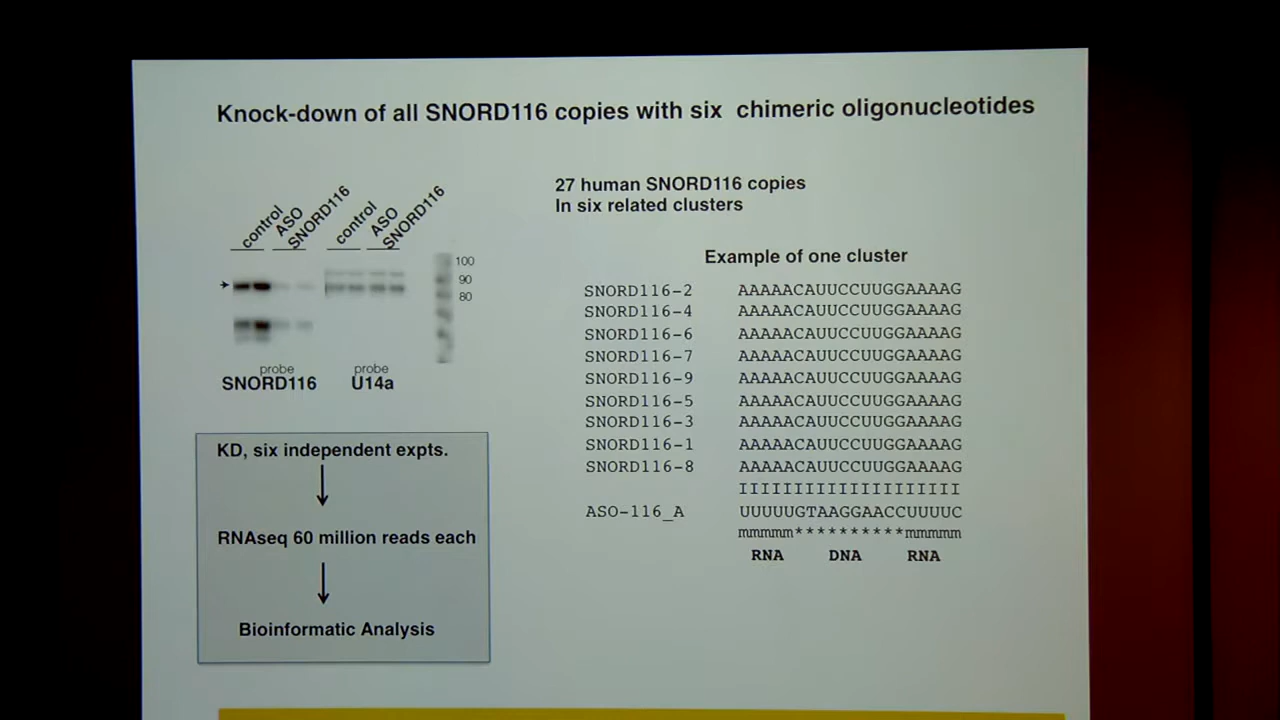 Knock-down of all SNORD116 copies with six chimeric oligonucleotides
control
ASO
SNORD116
control
ASO
SNORD116
100
90
80
probe
SNORD116
probe
U14a
27 human SNORD116 copies
In six related clusters
Example of one cluster
SNORD116-2 AAAAACAUUCCUUGGAAAAG
SNORD116-4 AAAAACAUUCCUUGGAAAAG
SNORD116-6 AAAAACAUUCCUUGGAAAAG
SNORD116-7 AAAAACAUUCCUUGGAAAAG
SNORD116-9 AAAAACAUUCCUUGGAAAAG
SNORD116-5 AAAAACAUUCCUUGGAAAAG
SNORD116-3 AAAAACAUUCCUUGGAAAAG
SNORD116-1 AAAAACAUUCCUUGGAAAAG
SNORD116-8 AAAAACAUUCCUUGGAAAAG
IIIIIIIIIIIIIIIIIIII
ASO-116_A UUUUUGTAAGGAACCUUUUC
mmmmm**********mmmmm
RNA DNA RNA
KD, six independent expts.
RNAseq 60 million reads each
Bioinformatic Analysis